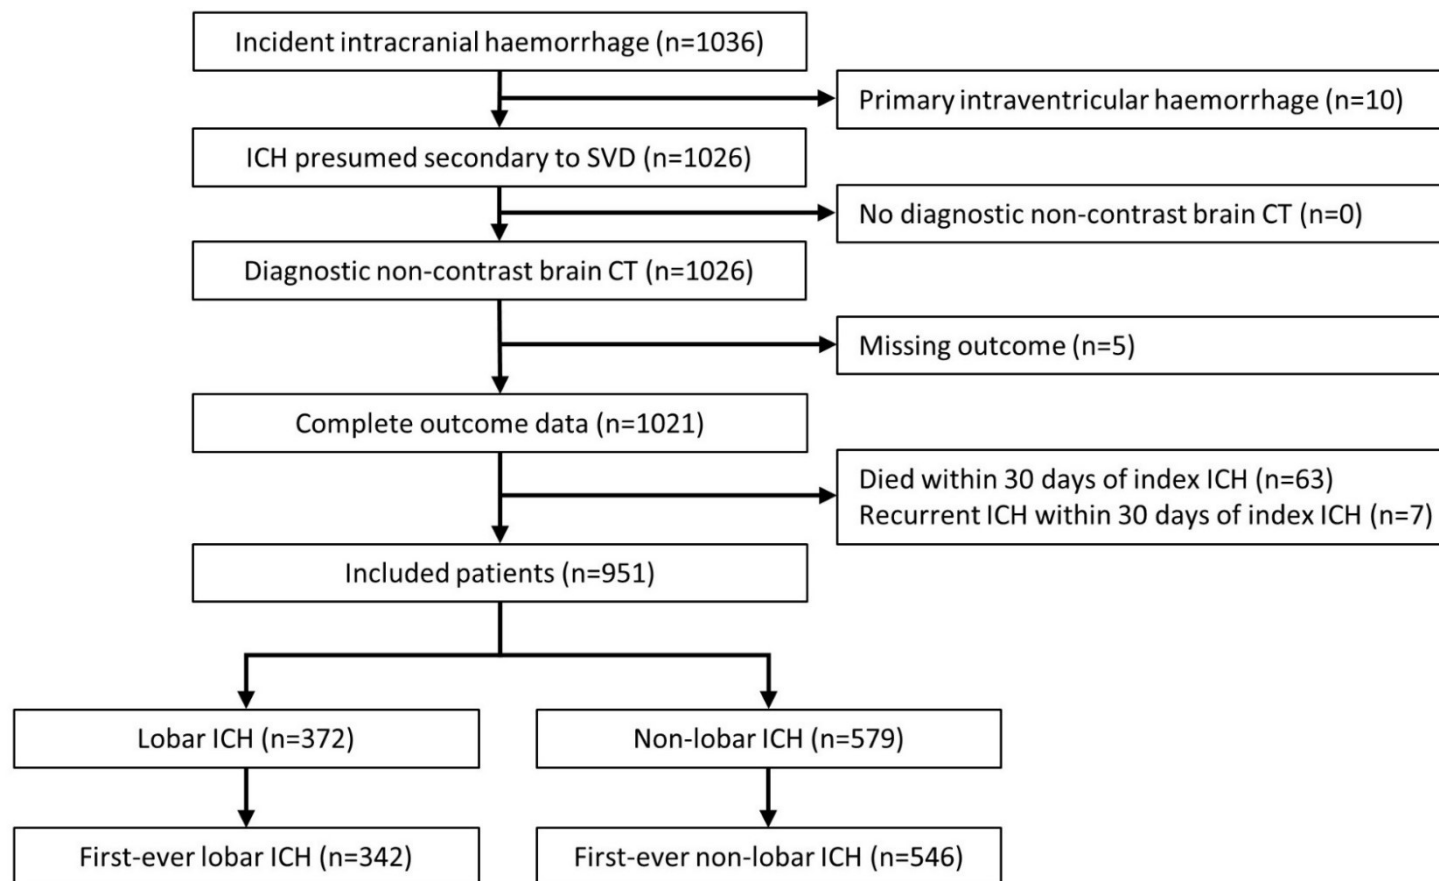 Incident intracranial haemorrhage (n=1036)
Primary intraventricular haemorrhage (n=10)
ICH presumed secondary to SVD (n=1026)
No diagnostic non-contrast brain CT (n=0)
Diagnostic non-contrast brain CT (n=1026)
Missing outcome (n=5)
Complete outcome data (n=1021)
Died within 30 days of index ICH (n=63)
Recurrent ICH within 30 days of index ICH (n=7)
Included patients (n=951)
Lobar ICH (n=372)
Non-lobar ICH (n=579)
First-ever lobar ICH (n=342)
First-ever non-lobar ICH (n=546)